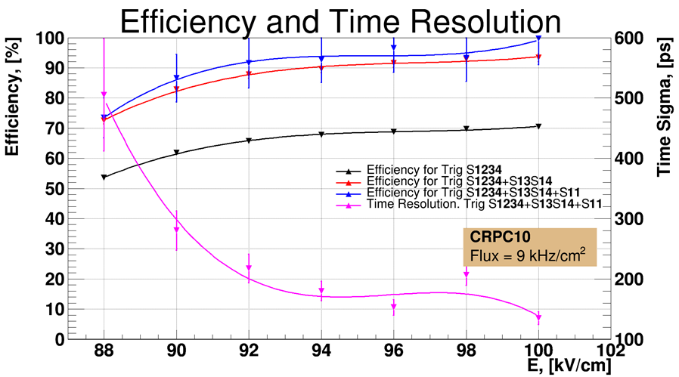 Efficiency and Time Resolution
Efficiency, [%]
100
90
80
70
60
50
40
30
20
10
0
600
500
400
300
200
100
Time Sigma, [ps]
Efficiency for Trig S1234
Efficiency for Trig S1234+S13S14
Efficiency for Trig S1234+S13S14+S11
Time Resolution. Trig S1234+S13S14+S11
CRPC10
Flux = 9 kHz/cm²
88 90 92 94 96 98 100 102
E, [kV/cm]